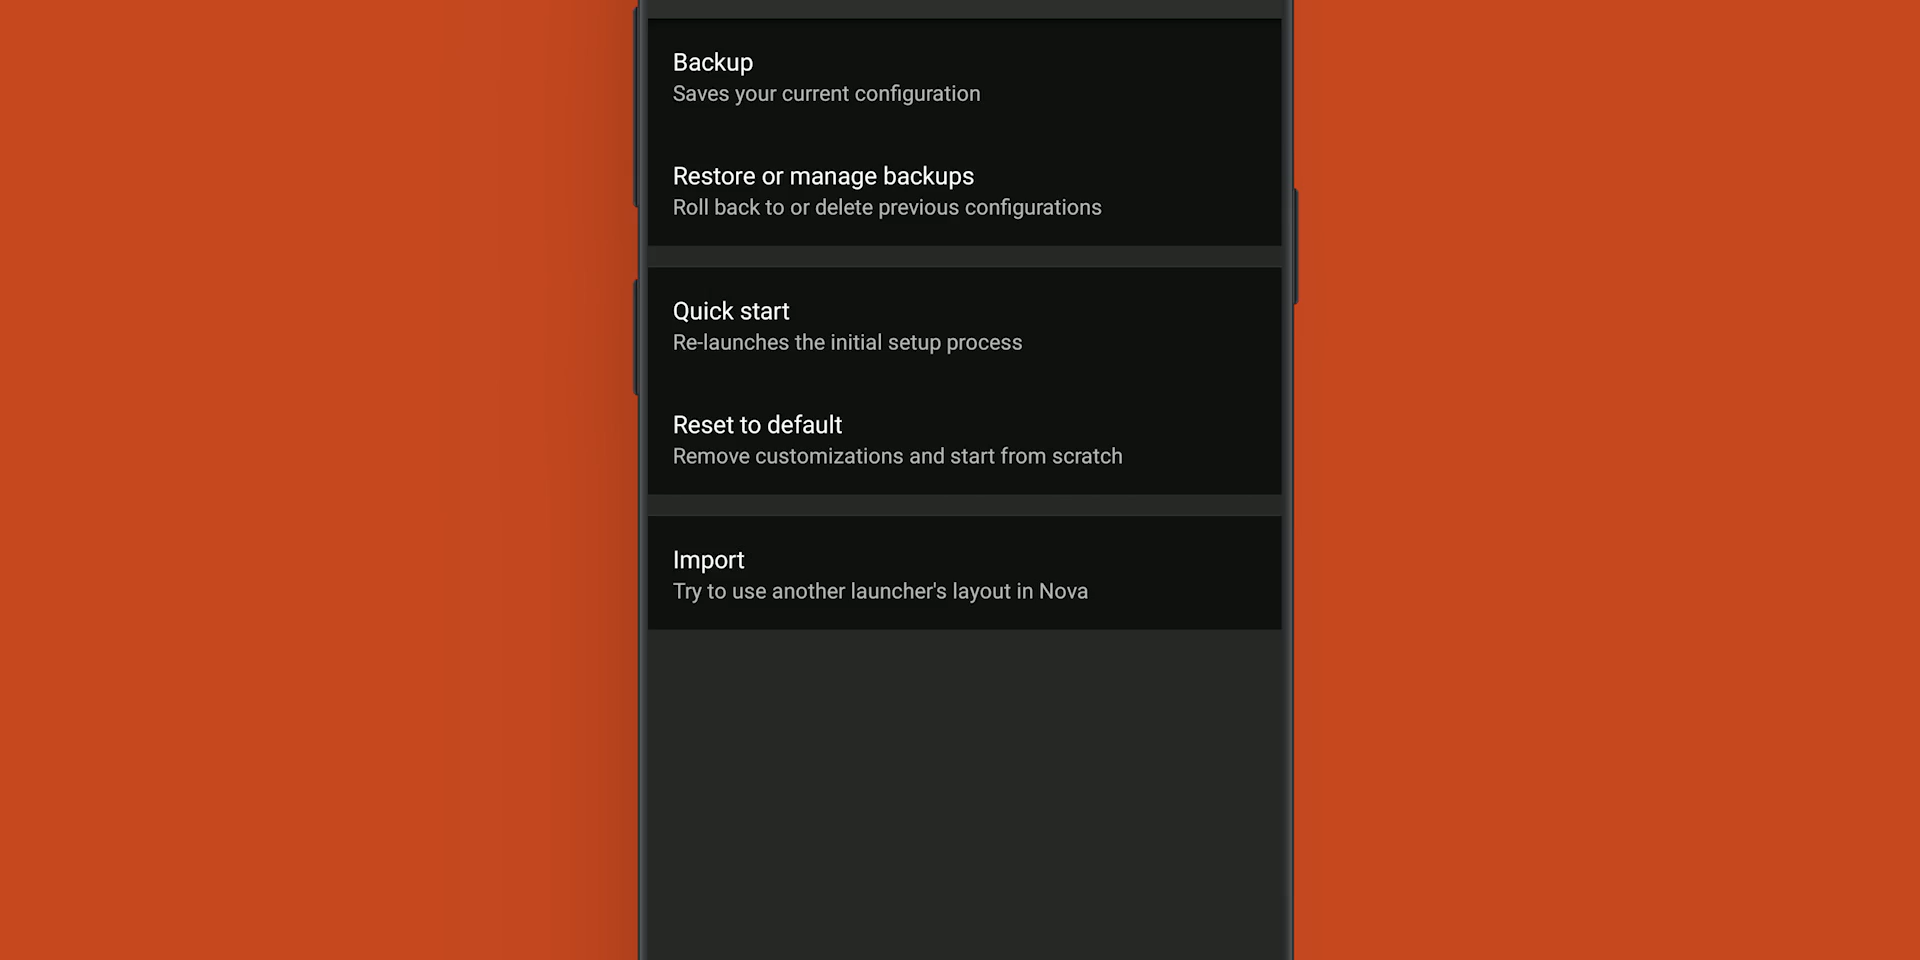 Backup
Saves your current configuration
Restore or manage backups
Roll back to or delete previous configurations
Quick start
Re-launches the initial setup process
Reset to default
Remove customizations and start from scratch
Import
Try to use another launcher's layout in Nova